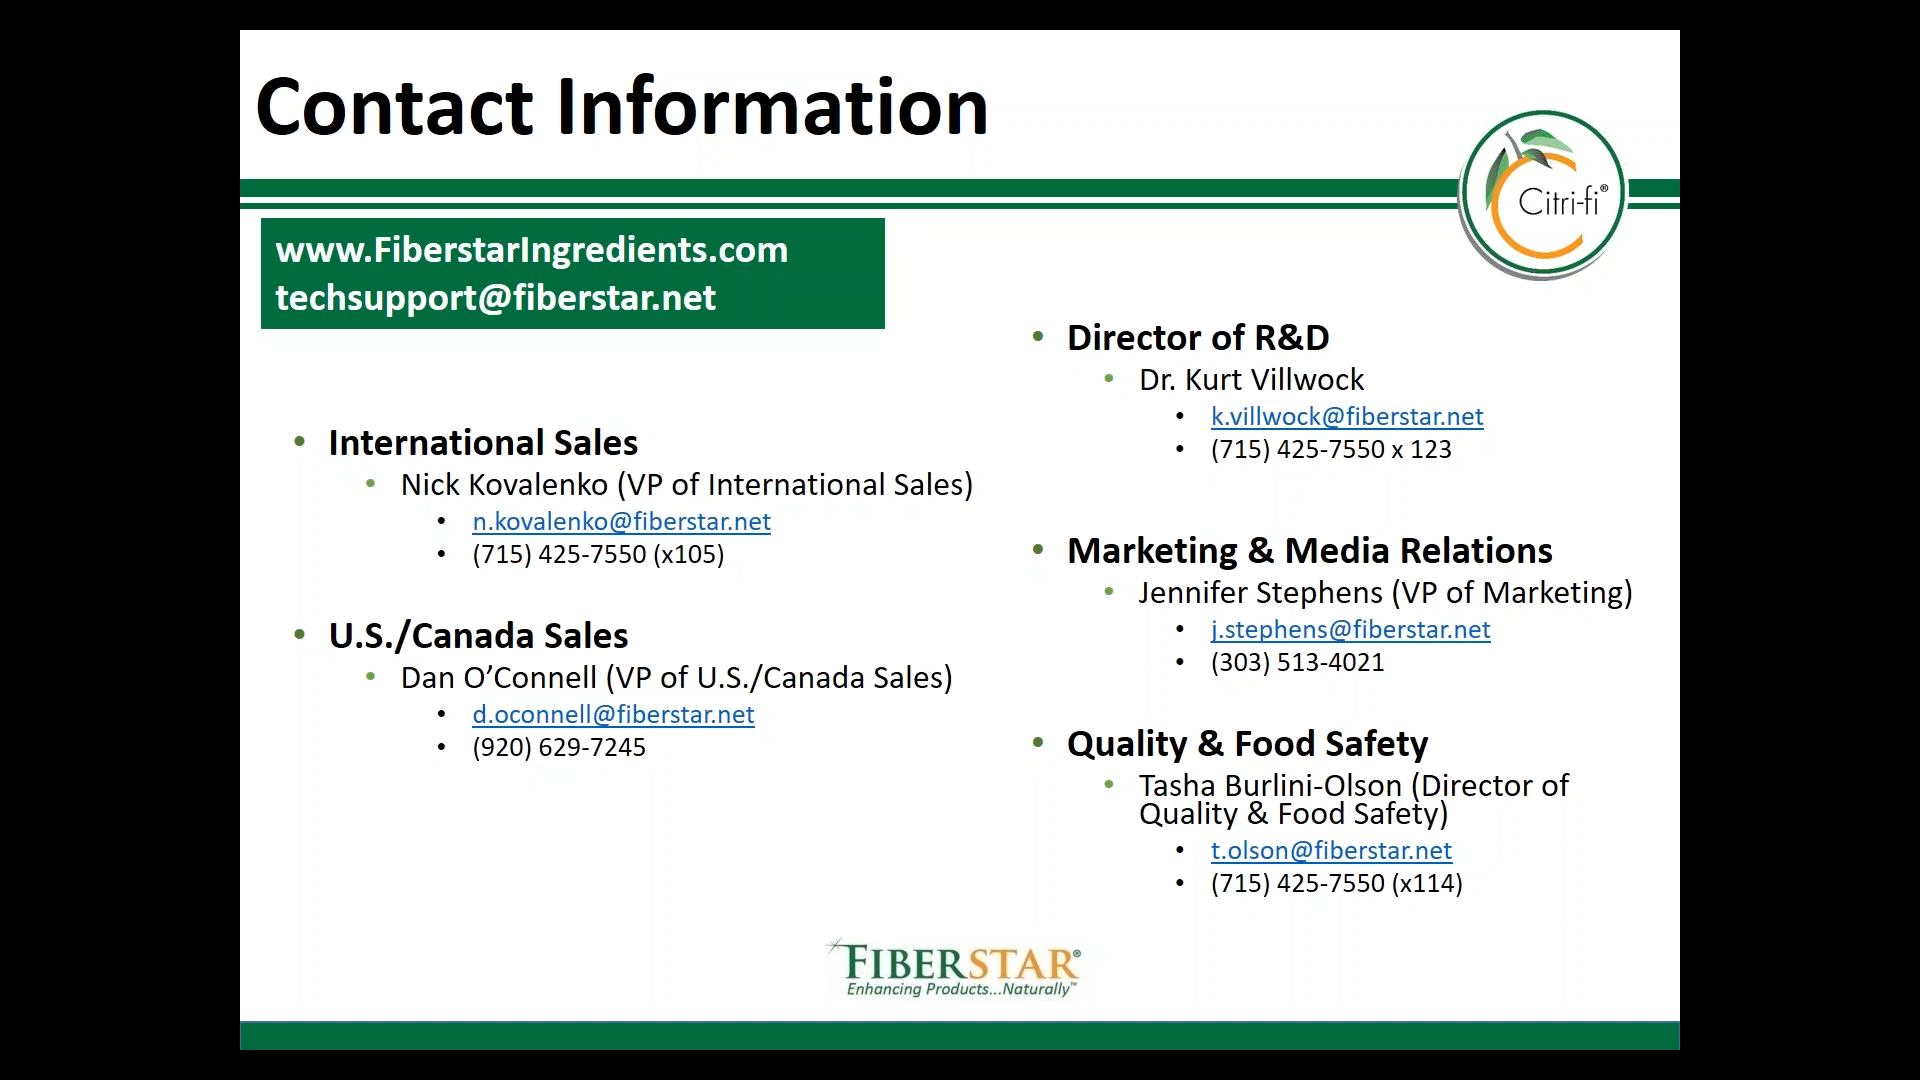 Contact Information
Citri-fi®
www.FiberstarIngredients.com
techsupport@fiberstar.net
• International Sales
• Nick Kovalenko (VP of International Sales)
• n.kovalenko@fiberstar.net
• (715) 425-7550 (x105)
• U.S./Canada Sales
• Dan O’Connell (VP of U.S./Canada Sales)
• d.oconnell@fiberstar.net
• (920) 629-7245
• Director of R&D
• Dr. Kurt Villwock
• k.villwock@fiberstar.net
• (715) 425-7550 x 123
• Marketing & Media Relations
• Jennifer Stephens (VP of Marketing)
• j.stephens@fiberstar.net
• (303) 513-4021
• Quality & Food Safety
• Tasha Burlini-Olson (Director of
Quality & Food Safety)
• t.olson@fiberstar.net
• (715) 425-7550 (x114)
FIBERSTAR®
Enhancing Products...Naturally™